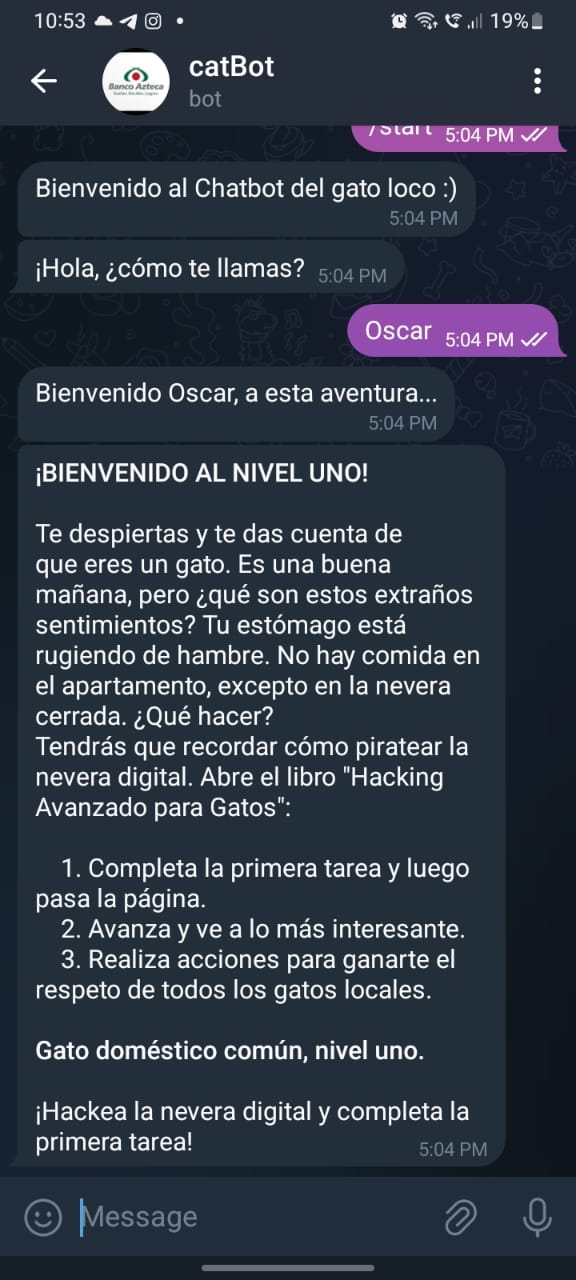 10:53
19%
catBot
Banco Azteca
bot
/start 5:04 PM
Bienvenido al Chatbot del gato loco :)
5:04 PM
¡Hola, ¿cómo te llamas? 5:04 PM
Oscar 5:04 PM
Bienvenido Oscar, a esta aventura...
5:04 PM
¡BIENVENIDO AL NIVEL UNO!
Te despiertas y te das cuenta de
que eres un gato. Es una buena
mañana, pero ¿qué son estos extraños
sentimientos? Tu estómago está
rugiendo de hambre. No hay comida en
el apartamento, excepto en la nevera
cerrada. ¿Qué hacer?
Tendrás que recordar cómo piratear la
nevera digital. Abre el libro "Hacking
Avanzado para Gatos":
1. Completa la primera tarea y luego
pasa la página.
2. Avanza y ve a lo más interesante.
3. Realiza acciones para ganarte el
respeto de todos los gatos locales.
Gato doméstico común, nivel uno.
¡Hackea la nevera digital y completa la
primera tarea!
5:04 PM
Message